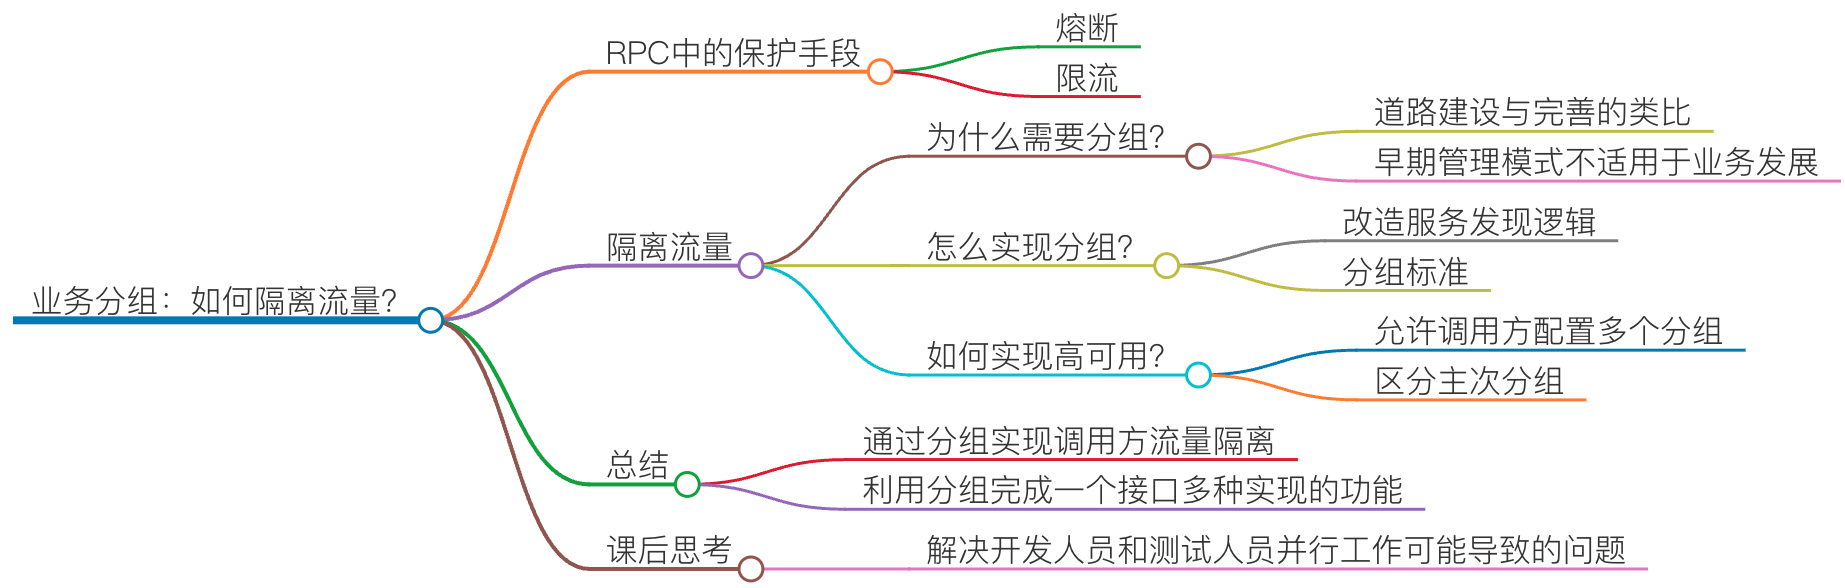 业务分组：如何隔离流量？
RPC中的保护手段
熔断
限流
隔离流量
为什么需要分组？
道路建设与完善的类比
早期管理模式不适用于业务发展
怎么实现分组？
改造服务发现逻辑
分组标准
如何实现高可用？
允许调用方配置多个分组
区分主次分组
总结
通过分组实现调用方流量隔离
利用分组完成一个接口多种实现的功能
课后思考
解决开发人员和测试人员并行工作可能导致的问题